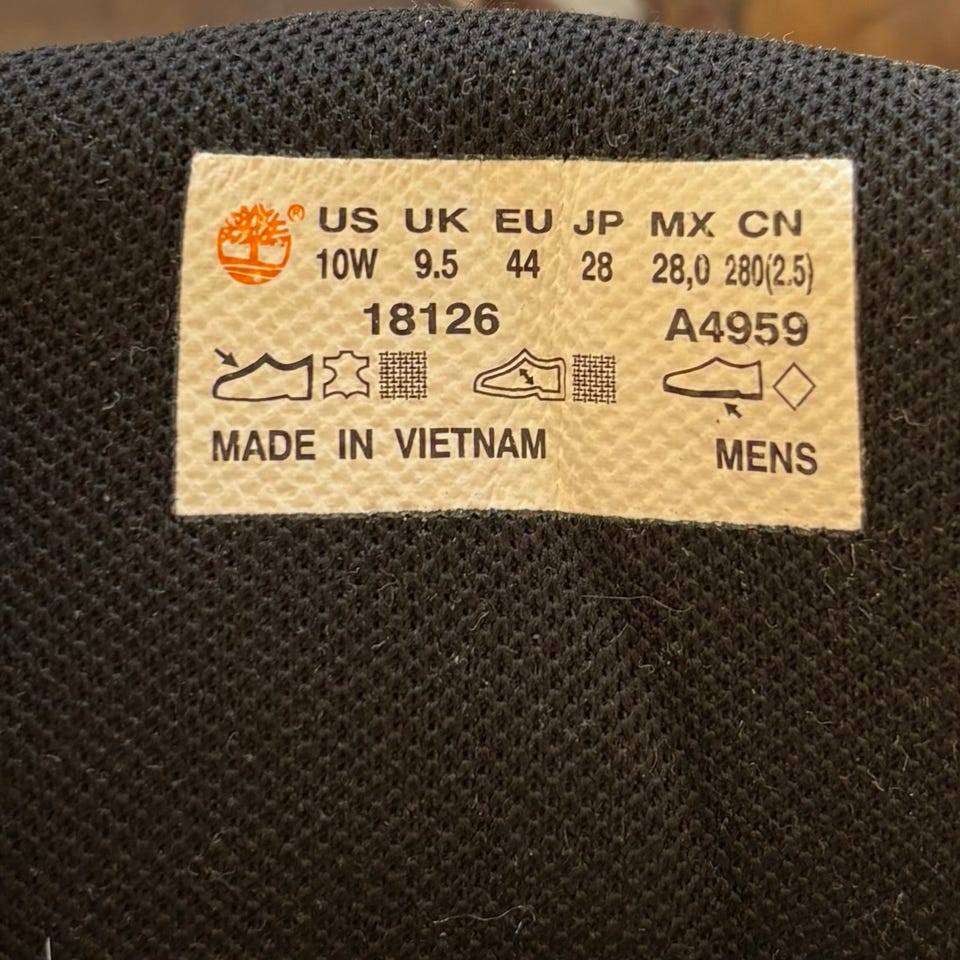 ® US UK EU JP MX CN
10W 9.5 44 28 28,0 280(2.5)
18126 A4959
MADE IN VIETNAM MENS